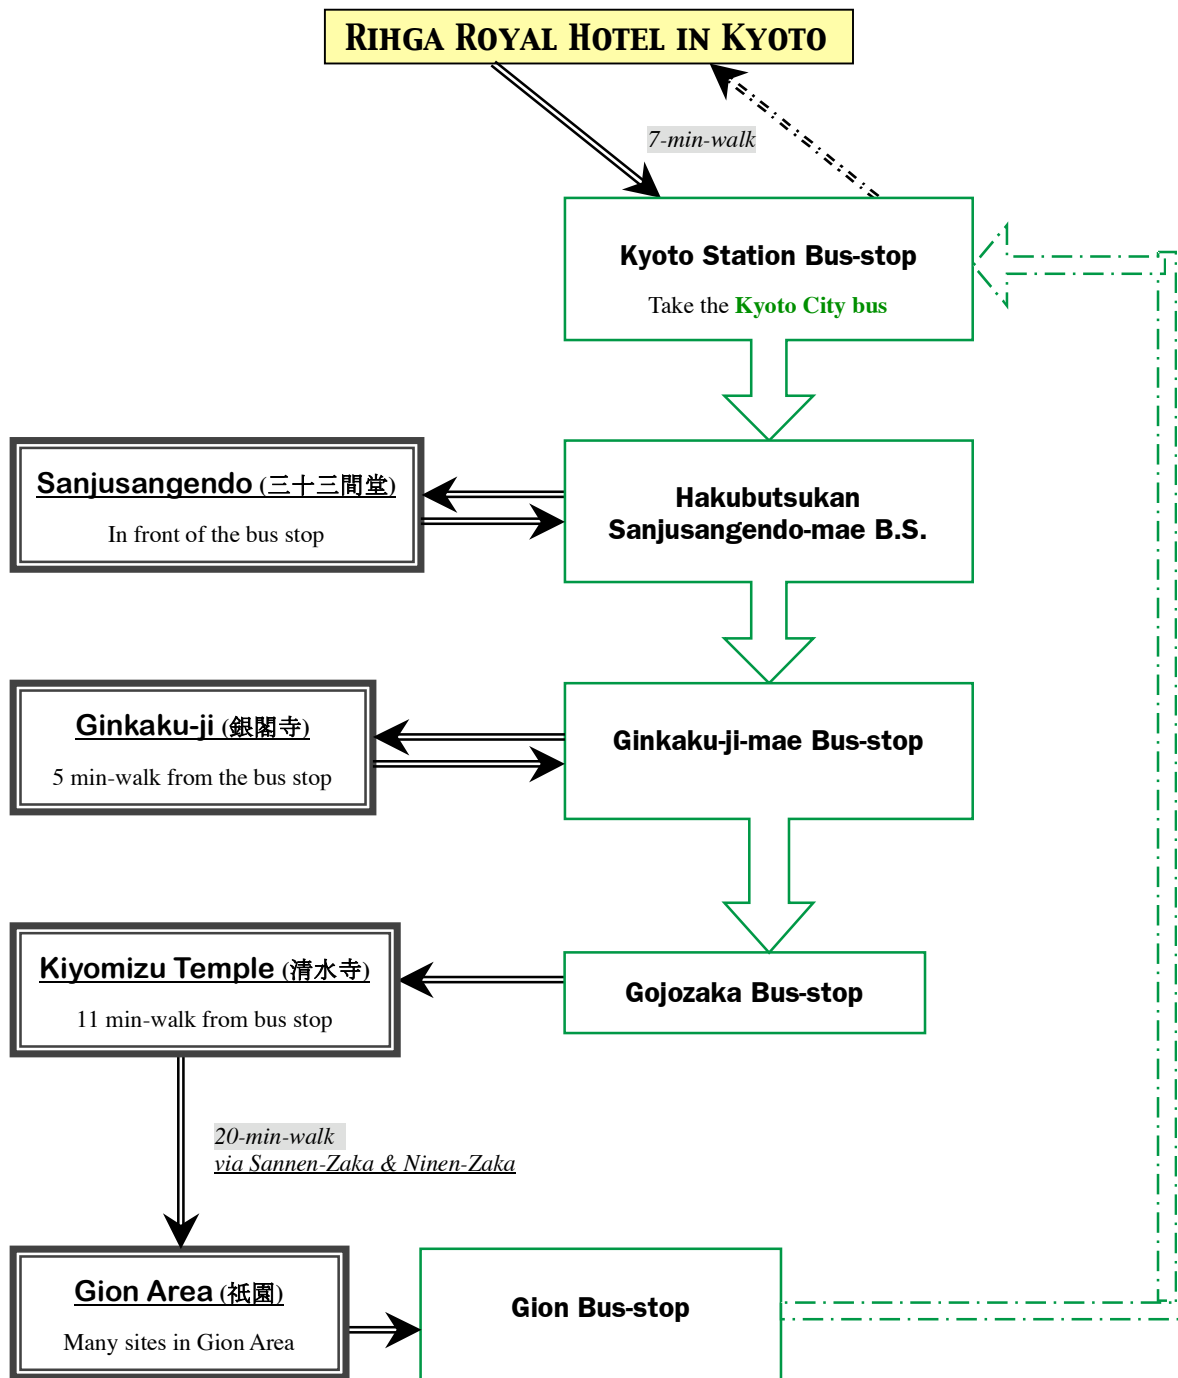 RIHGA ROYAL HOTEL IN KYOTO
7-min-walk
Kyoto Station Bus-stop
Take the Kyoto City bus
Sanjusangendo (三十三間堂)
In front of the bus stop
Hakubutsukan
Sanjusangendo-mae B.S.
Ginkaku-ji (銀閣寺)
5 min-walk from the bus stop
Ginkaku-ji-mae Bus-stop
Kiyomizu Temple (清水寺)
11 min-walk from bus stop
Gojozaka Bus-stop
20-min-walk
via Sannen-Zaka & Ninen-Zaka
Gion Area (祇園)
Many sites in Gion Area
Gion Bus-stop